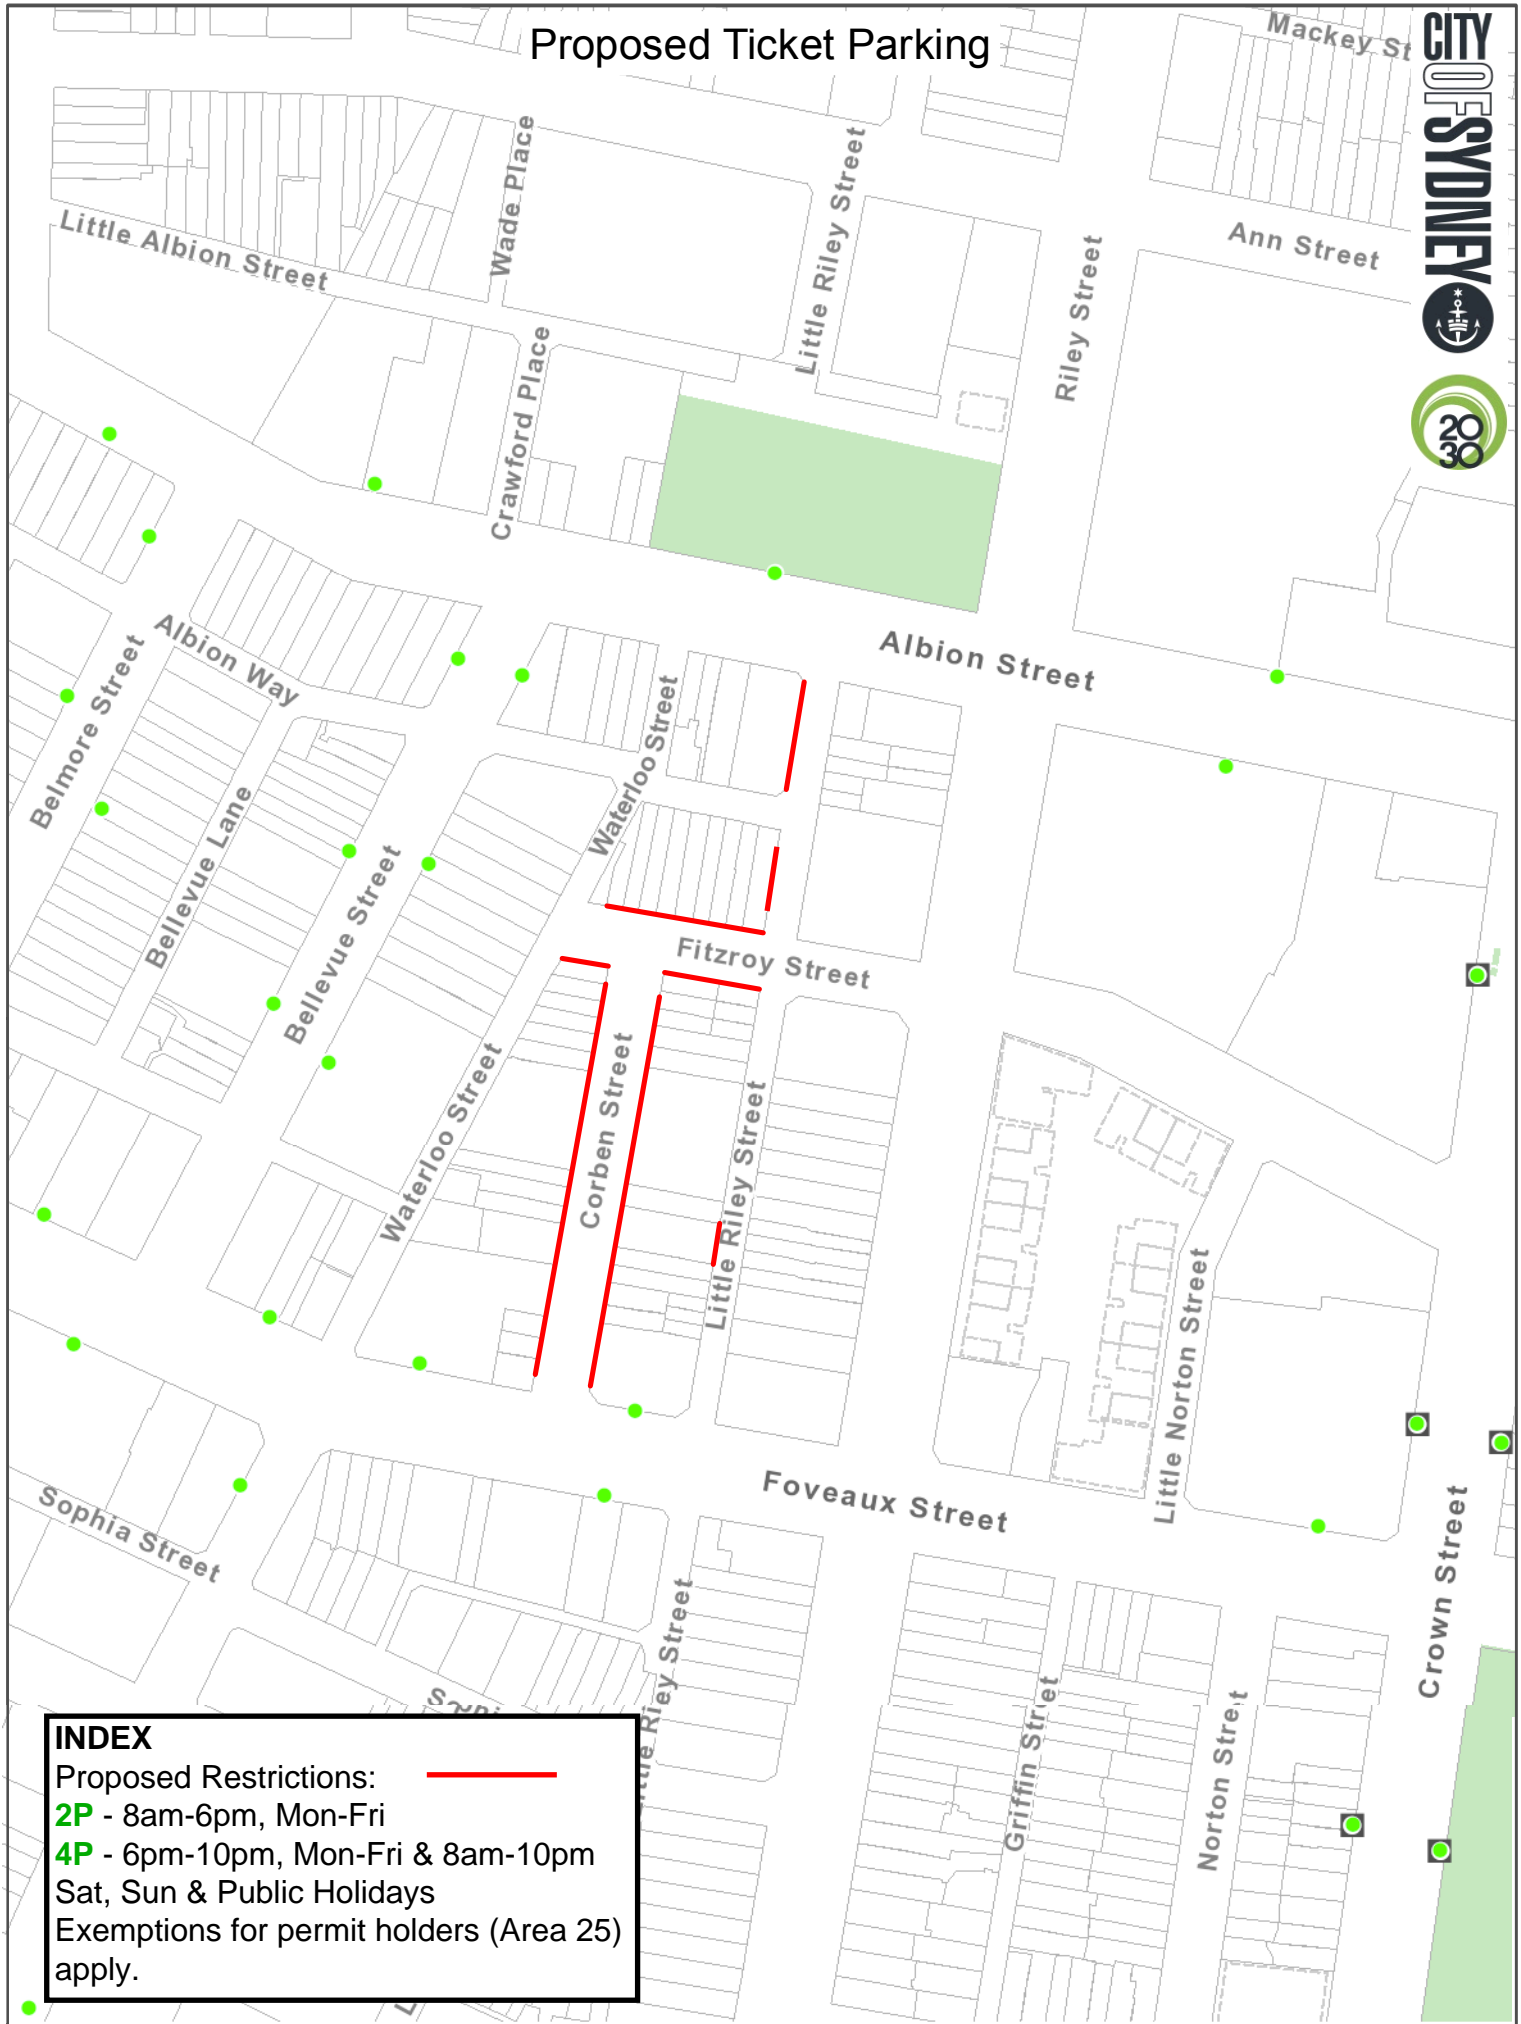 Proposed Ticket Parking
Mackey St
CITY OF SYDNEY
2030
Wade Place
Little Riley Street
Little Albion Street
Ann Street
Riley Street
Crawford Place
Albion Street
Albion Way
Belmore Street
Waterloo Street
Bellevue Lane
Bellevue Street
Fitzroy Street
Waterloo Street
Corben Street
Little Riley Street
Little Norton Street
Foveaux Street
Sophia Street
Crown Street
Riley Street
Griffin Street
Norton Street
INDEX
Proposed Restrictions:
2P - 8am-6pm, Mon-Fri
4P - 6pm-10pm, Mon-Fri & 8am-10pm
Sat, Sun & Public Holidays
Exemptions for permit holders (Area 25)
apply.